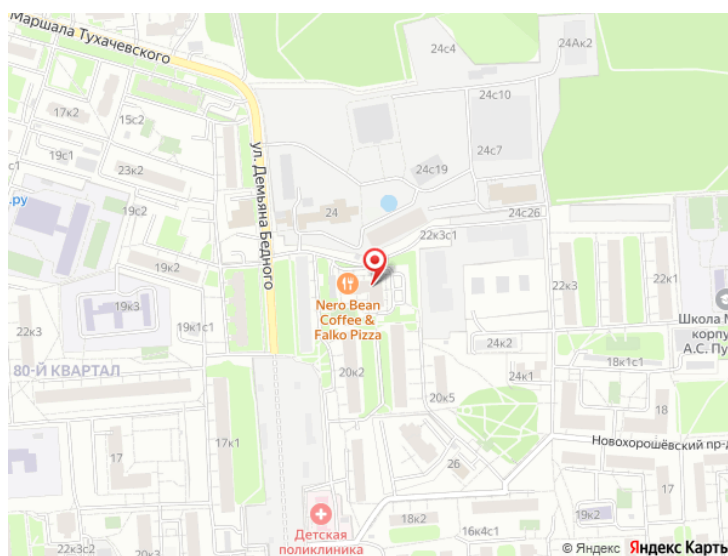 Маршала Тухачевского
24с4
24Ак2
17к2
15с2
24с10
ул. Демьяна Бедного
19с1
24с7
23к2
24с19
.ру
19с2
24
24с26
22к3с1
19к2
22к3
22к1
19к3
Nero Bean
Coffee &
Falko Pizza
Школа №
корпу
А.С. Пу
22к3
19к1с1
24к2
80-Й КВАРТАЛ
20к2
24к1
18к1с1
20к5
18
17к1
Новохорошёвский пр-д
17
26
17
Детская
поликлиника
18к2
16к4с1
19к2
22к3с2
© Яндекс Яндекс Карты